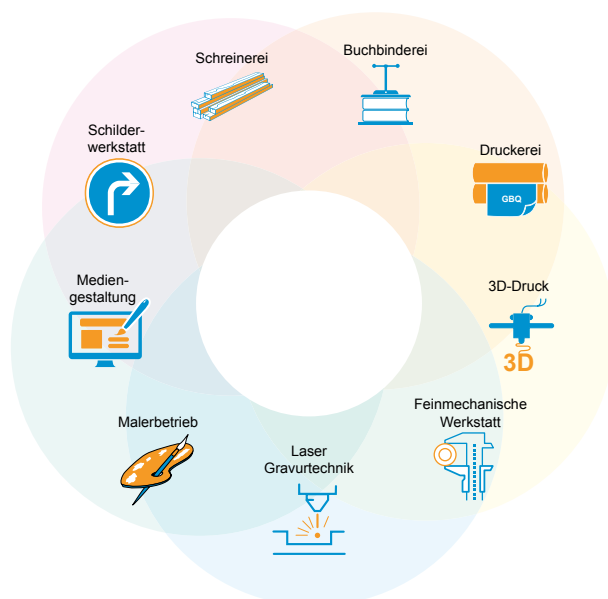 Schreinerei
Buchbinderei
Schilder-
werkstatt
Druckerei
GBQ
Medien-
gestaltung
3D-Druck
3D
Malerbetrieb
Feinmechanische
Werkstatt
Laser
Gravurtechnik